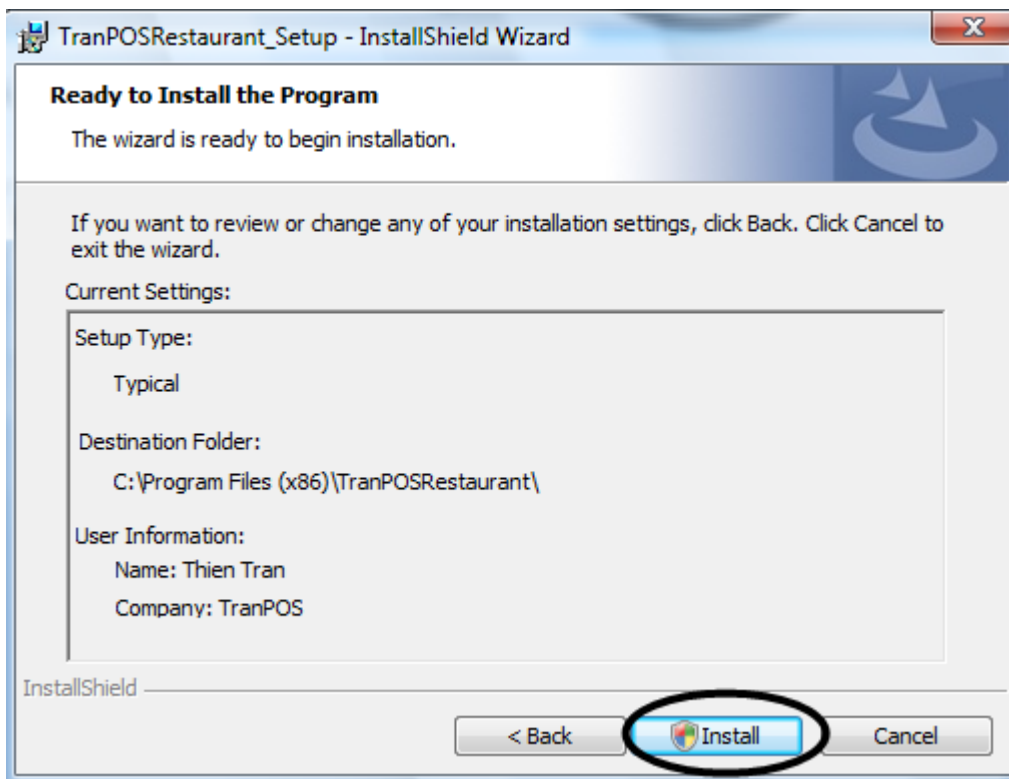 TranPOSRestaurant_Setup - InstallShield Wizard
Ready to Install the Program
The wizard is ready to begin installation.
If you want to review or change any of your installation settings, click Back. Click Cancel to
exit the wizard.
Current Settings:
Setup Type:
Typical
Destination Folder:
C:\Program Files (x86)\TranPOSRestaurant\
User Information:
Name: Thien Tran
Company: TranPOS
InstallShield
< Back
Install
Cancel